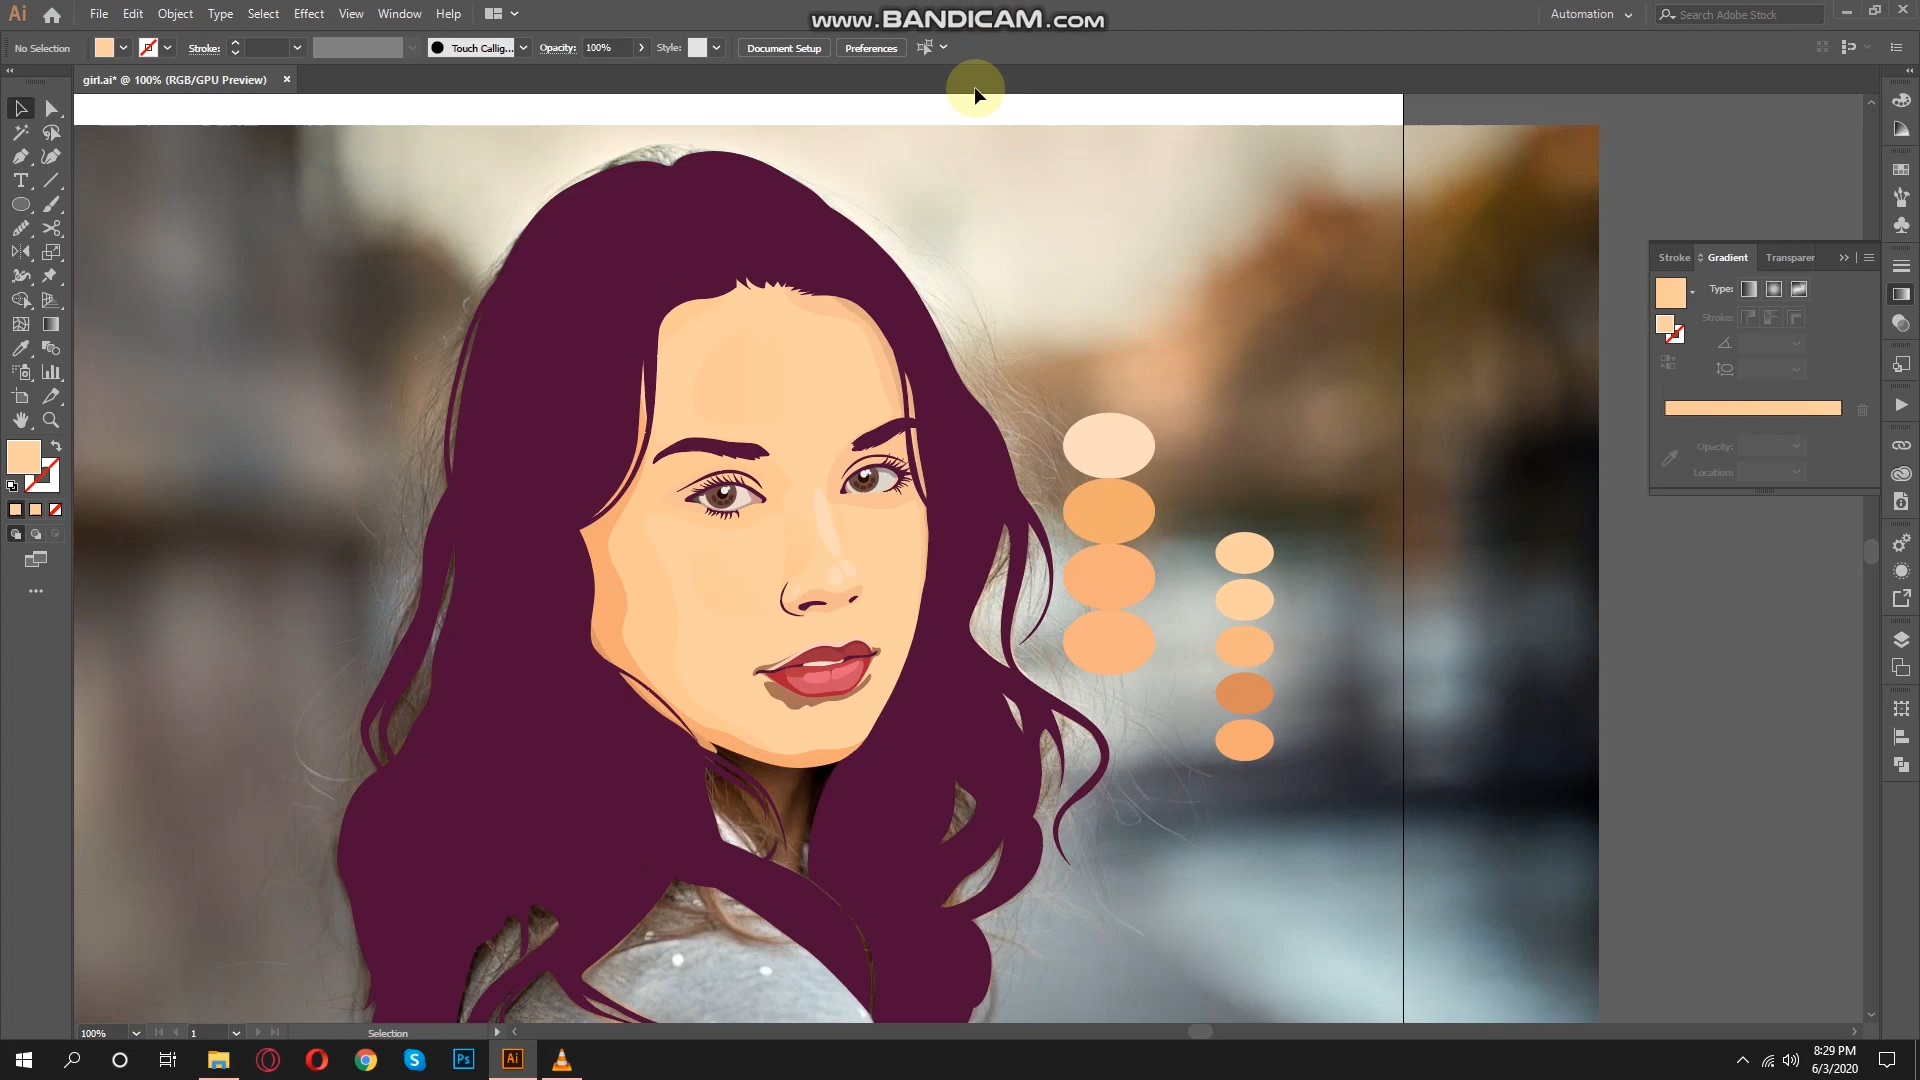 Ai File Edit Object Type Select Effect View Window Help
www.BANDICAM.com
Automation
Search Adobe Stock
No Selection
Stroke:
Touch Callig...
Opacity: 100%
Style:
Document Setup
Preferences
girl.ai* @ 100% (RGB/GPU Preview)
Stroke Gradient Transparer
Type:
Stroke:
Opacity:
Location:
100%
1
Selection
Ps
Ai
8:29 PM
6/3/2020